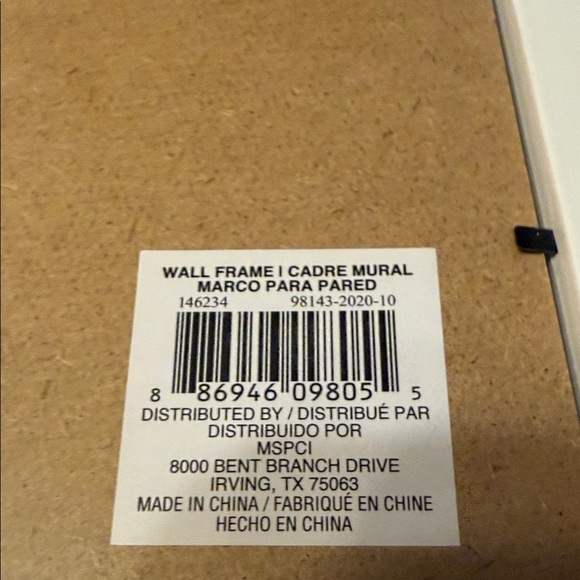 WALL FRAME | CADRE MURAL
MARCO PARA PARED
146234 98143-2020-10
8 86946 09805 5
DISTRIBUTED BY / DISTRIBUÉ PAR
DISTRIBUIDO POR
MSPCI
8000 BENT BRANCH DRIVE
IRVING, TX 75063
MADE IN CHINA / FABRIQUÉ EN CHINE
HECHO EN CHINA